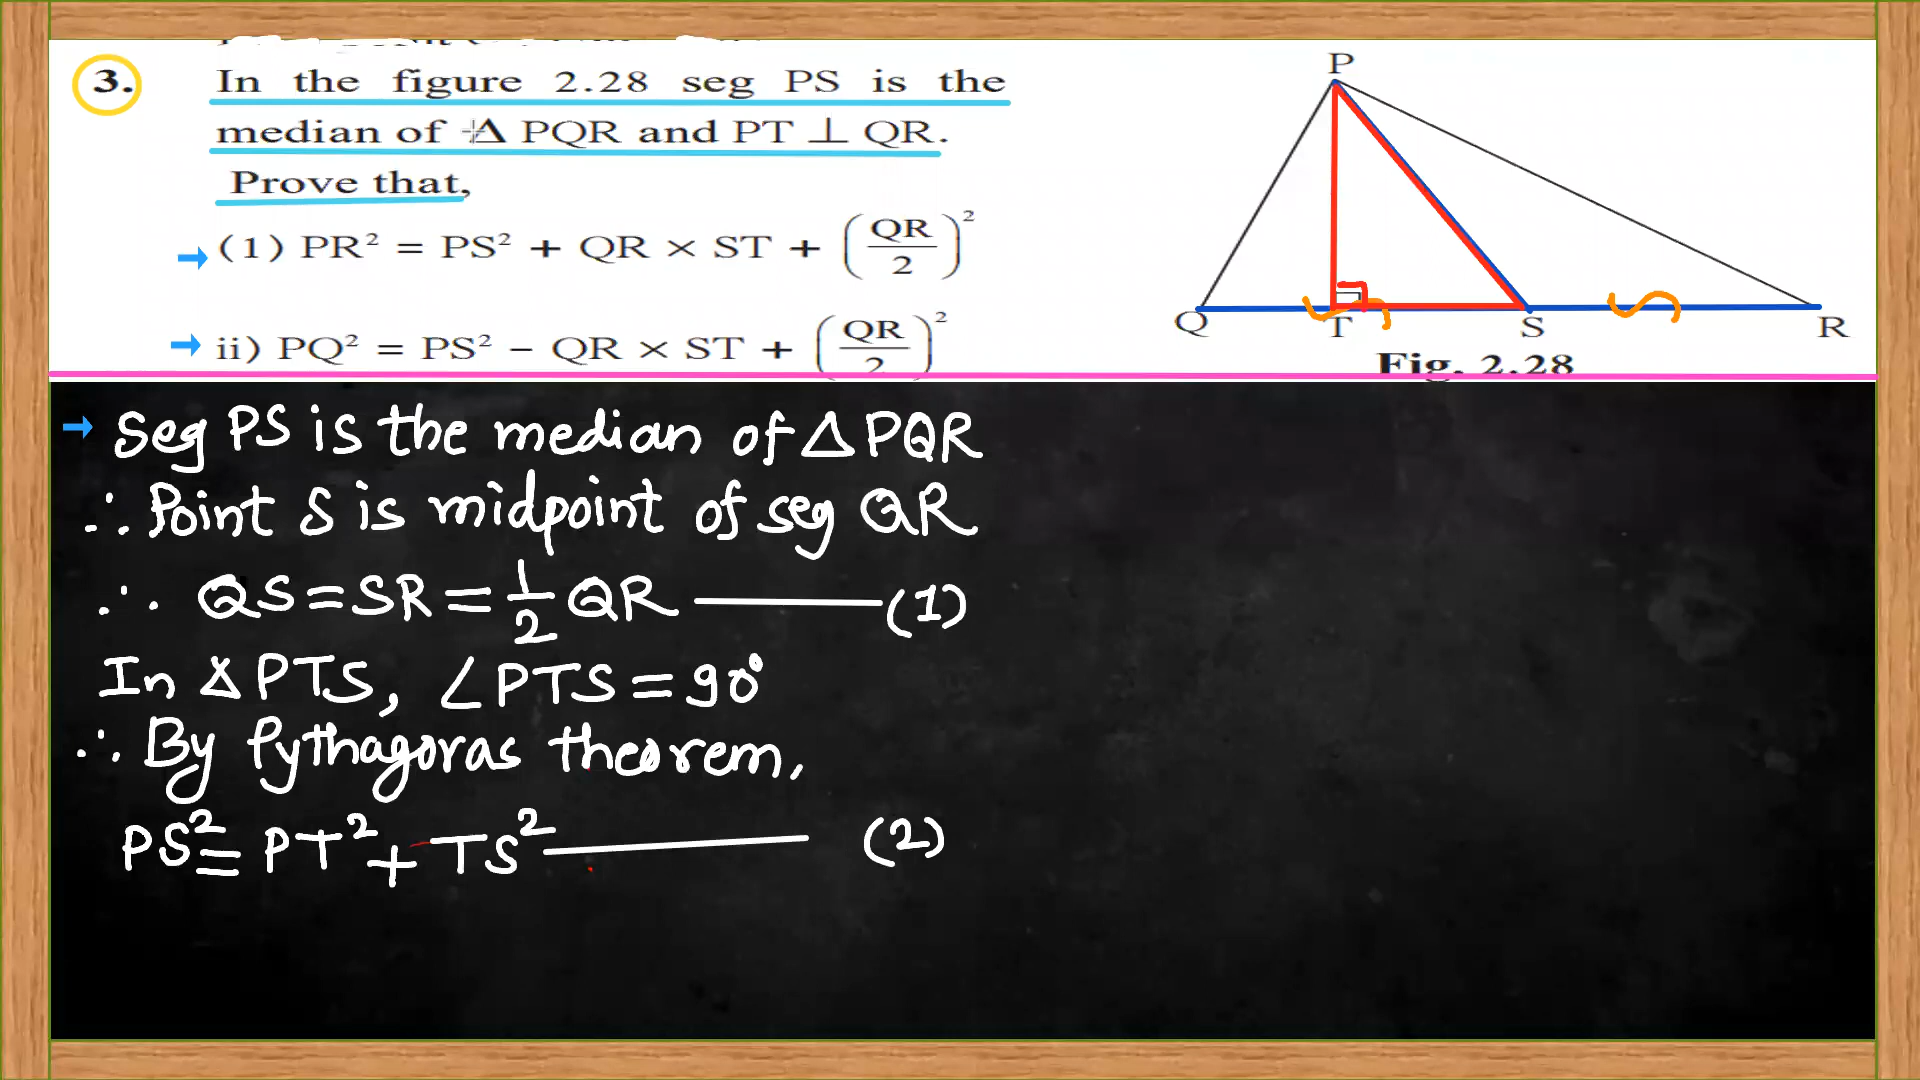 3. In the figure 2.28 seg PS is the
median of Δ PQR and PT ⊥ QR.
Prove that,
→ (1) PR² = PS² + QR × ST + (QR/2)²
→ ii) PQ² = PS² − QR × ST + (QR/2)²
P
Q T S R
Fig. 2.28
→ Seg PS is the median of △PQR
∴ Point S is midpoint of seg QR
∴ QS = SR = 1/2 QR ——— (1)
In △PTS, ∠PTS = 90°
∴ By Pythagoras theorem,
PS² = PT² + TS² ——— (2)